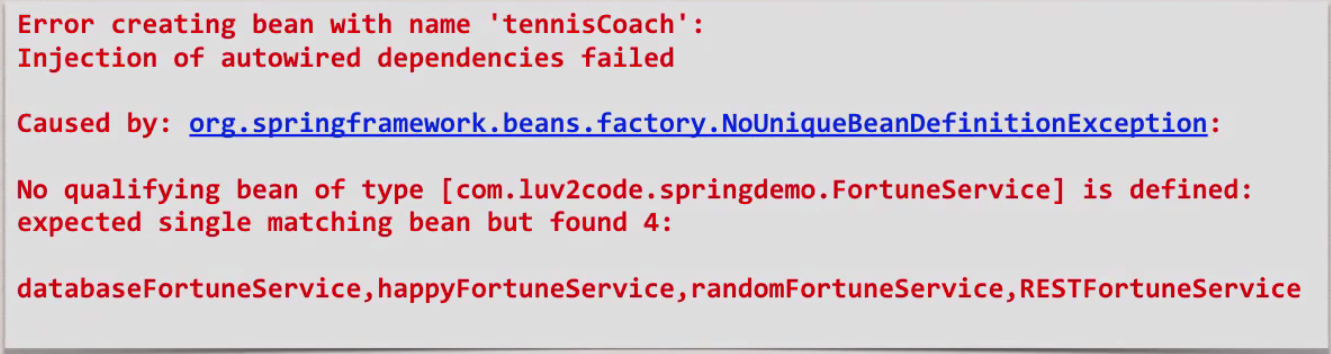 Error creating bean with name 'tennisCoach':
Injection of autowired dependencies failed
Caused by: org.springframework.beans.factory.NoUniqueBeanDefinitionException:
No qualifying bean of type [com.luv2code.springdemo.FortuneService] is defined:
expected single matching bean but found 4:
databaseFortuneService,happyFortuneService,randomFortuneService,RESTFortuneService